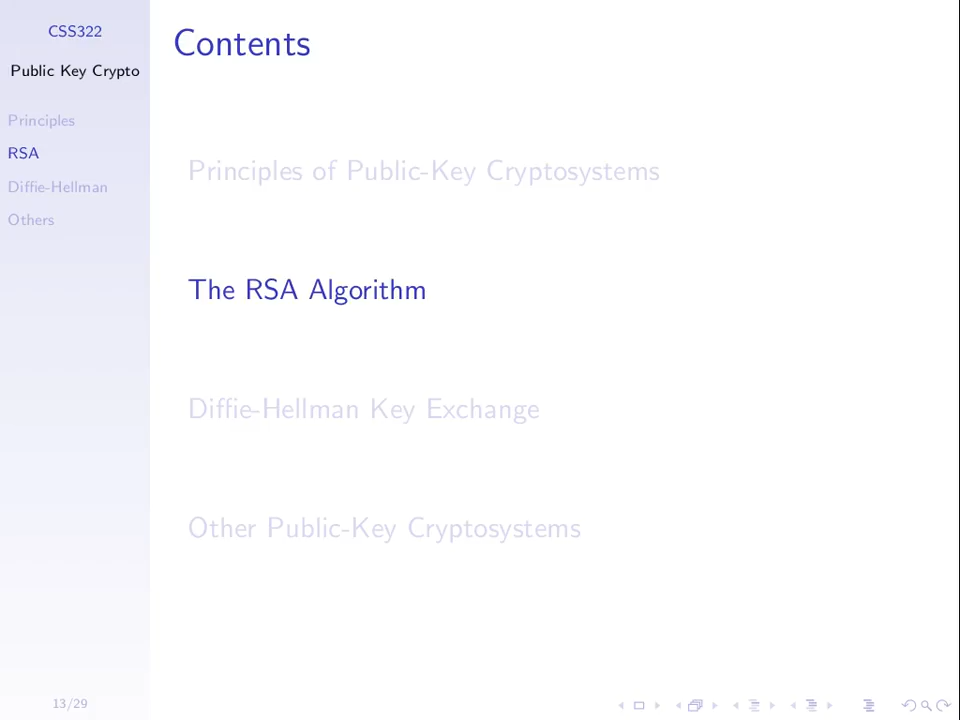 CSS322
Public Key Crypto
Principles
RSA
Diffie-Hellman
Others
Contents
Principles of Public-Key Cryptosystems
The RSA Algorithm
Diffie-Hellman Key Exchange
Other Public-Key Cryptosystems
13/29